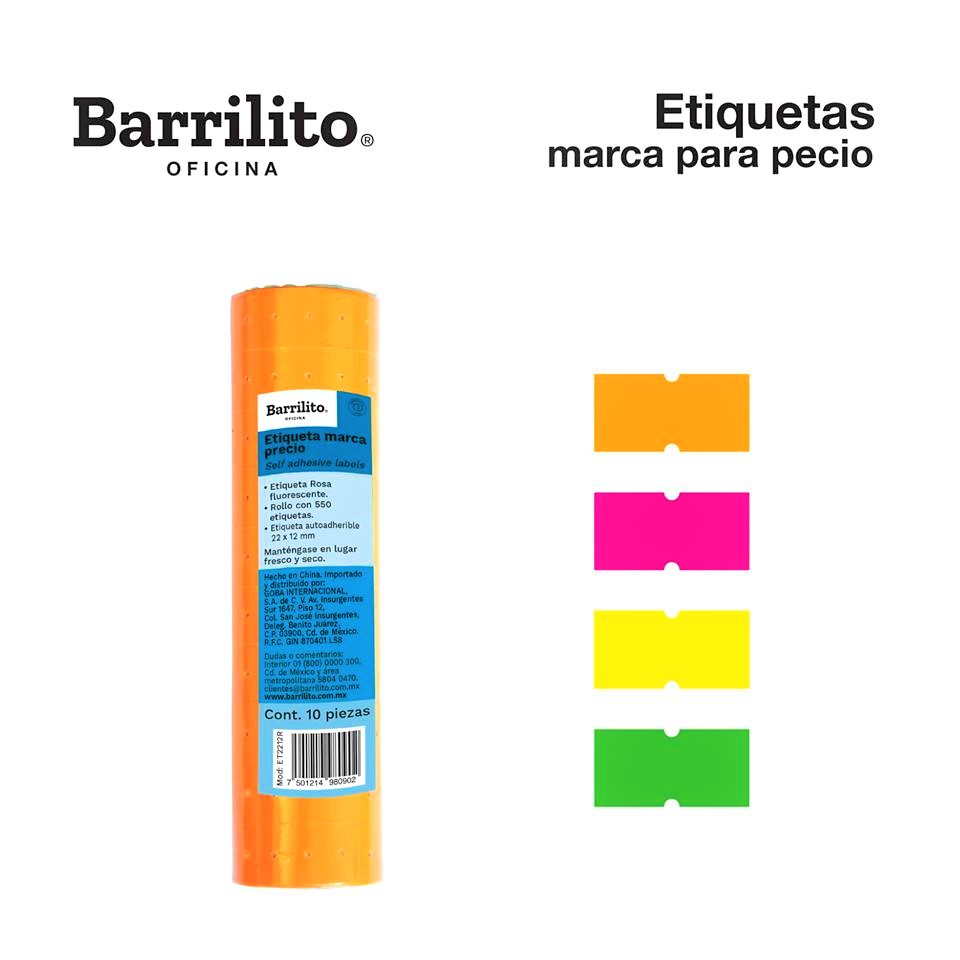 Barrilito®
OFICINA
Etiquetas
marca para pecio
Barrilito®
OFICINA
Etiqueta marca
precio
Self adhesive labels
• Etiqueta Rosa
fluorescente.
• Rollo con 550
etiquetas.
• Etiqueta autoadherible
22 x 12 mm
Manténgase en lugar
fresco y seco.
Hecho en China. Importado
y distribuido por:
GOBA INTERNACIONAL,
S.A. de C. V. Av. Insurgentes
Sur 1647, Piso 12,
Col. San José Insurgentes,
Deleg. Benito Juárez,
C.P. 03900, Cd. de México.
R.F.C. GIN 870401 LS8
Dudas o comentarios:
Interior 01 (800) 0000 300,
Cd. de México y área
metropolitana 5804 0470.
clientes@barrilito.com.mx
www.barrilito.com.mx
Cont. 10 piezas
Mod: ET2212R
7 501214 980902